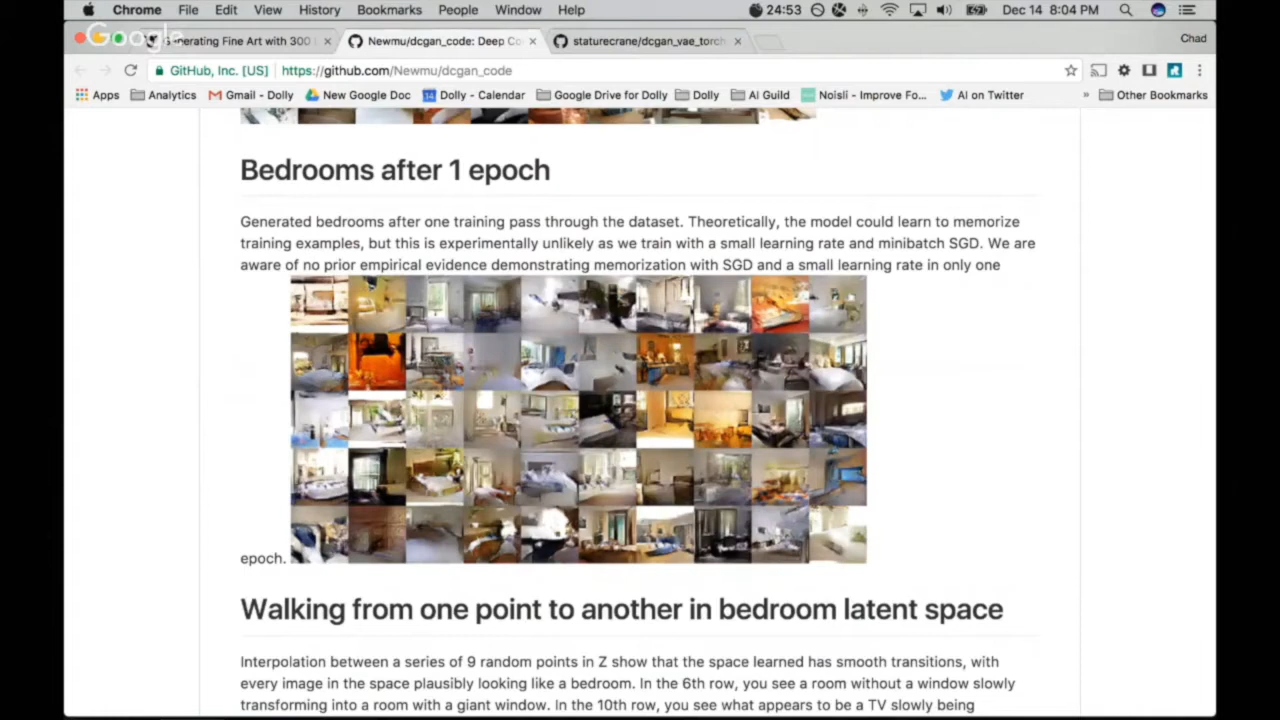 Chrome File Edit View History Bookmarks People Window Help 24:53 Dec 14 8:04 PM
Google
Generating Fine Art with 300 Newmu/dcgan_code: Deep Co staturecrane/dcgan_vae_torch Chad
GitHub, Inc. [US] https://github.com/Newmu/dcgan_code
Apps Analytics Gmail - Dolly New Google Doc Dolly - Calendar Google Drive for Dolly Dolly AI Guild Noisli - Improve Fo... AI on Twitter » Other Bookmarks
Bedrooms after 1 epoch
Generated bedrooms after one training pass through the dataset. Theoretically, the model could learn to memorize
training examples, but this is experimentally unlikely as we train with a small learning rate and minibatch SGD. We are
aware of no prior empirical evidence demonstrating memorization with SGD and a small learning rate in only one
epoch.
Walking from one point to another in bedroom latent space
Interpolation between a series of 9 random points in Z show that the space learned has smooth transitions, with
every image in the space plausibly looking like a bedroom. In the 6th row, you see a room without a window slowly
transforming into a room with a giant window. In the 10th row, you see what appears to be a TV slowly being